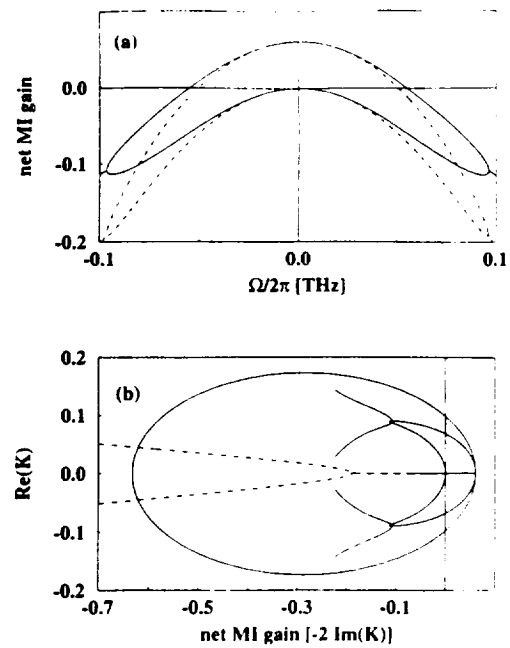 (a)
net MI gain
0.0
-0.1
-0.2
-0.1 0.0 0.1
Ω/2π [THz]
(b)
Re(K)
0.2
0.1
0.0
-0.1
-0.2
-0.7 -0.5 -0.3 -0.1
net MI gain [-2 Im(K)]